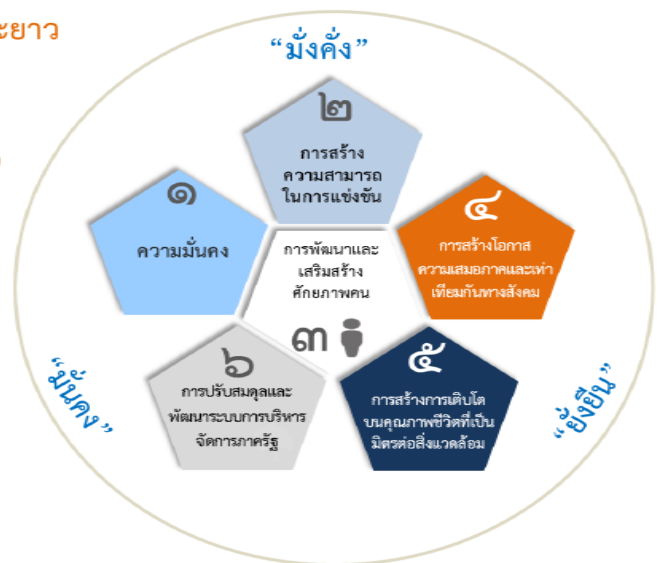 ะยาว
“มั่งคั่ง”
๒
การสร้าง
ความสามารถ
ในการแข่งขัน
๑
ความมั่นคง
๔
การสร้างโอกาส
ความเสมอภาคและเท่า
เทียมกันทางสังคม
การพัฒนาและ
เสริมสร้าง
ศักยภาพคน
๓
๖
การปรับสมดุลและ
พัฒนาระบบการบริหาร
จัดการภาครัฐ
๕
การสร้างการเติบโต
บนคุณภาพชีวิตที่เป็น
มิตรต่อสิ่งแวดล้อม
“มั่นคง”
“ยั่งยืน”